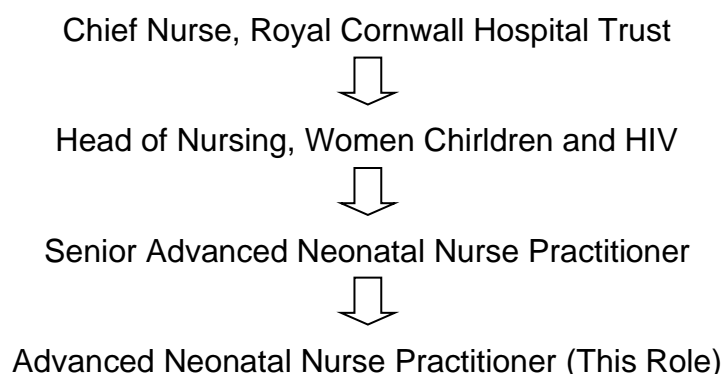 Chief Nurse, Royal Cornwall Hospital Trust
Head of Nursing, Women Chirldren and HIV
Senior Advanced Neonatal Nurse Practitioner
Advanced Neonatal Nurse Practitioner (This Role)